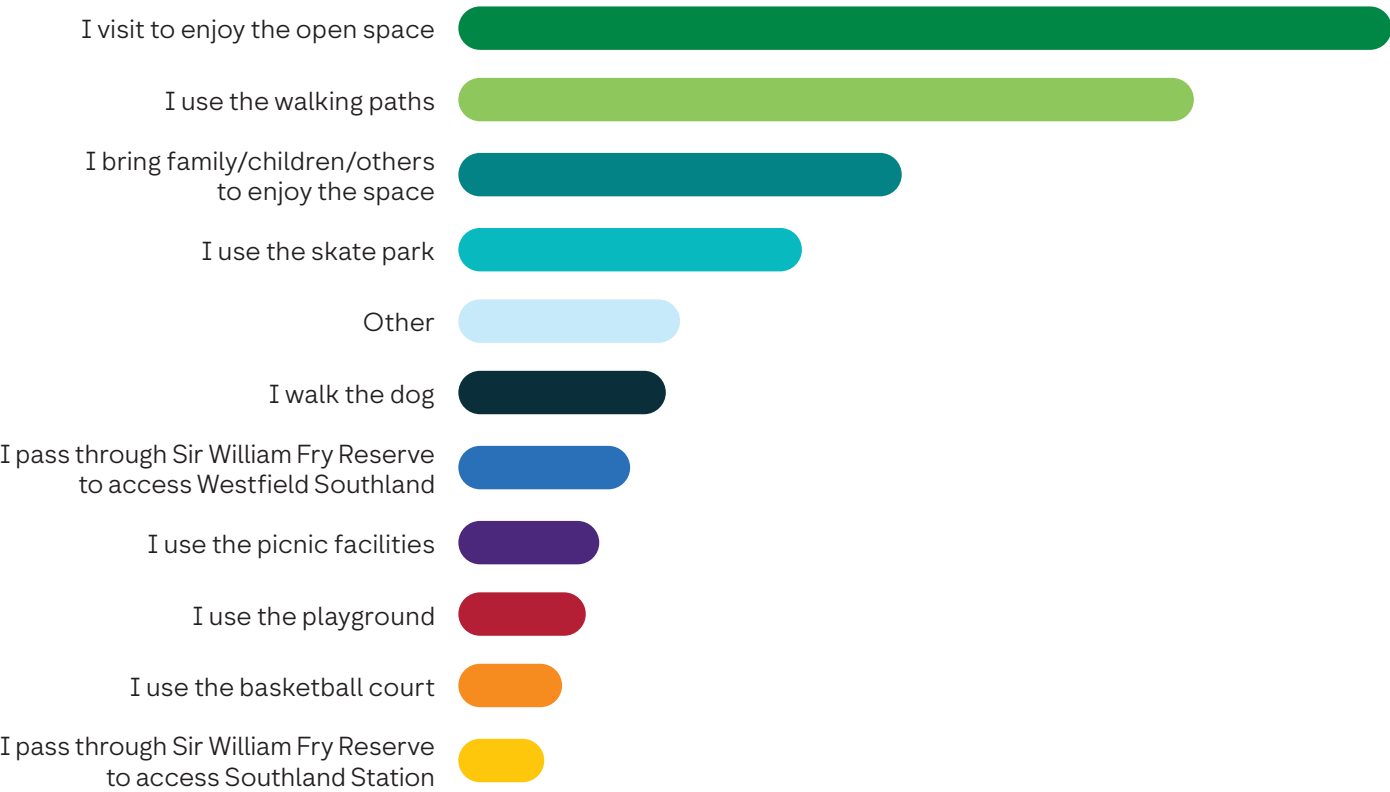 I visit to enjoy the open space
I use the walking paths
I bring family/children/others
to enjoy the space
I use the skate park
Other
I walk the dog
I pass through Sir William Fry Reserve
to access Westfield Southland
I use the picnic facilities
I use the playground
I use the basketball court
I pass through Sir William Fry Reserve
to access Southland Station